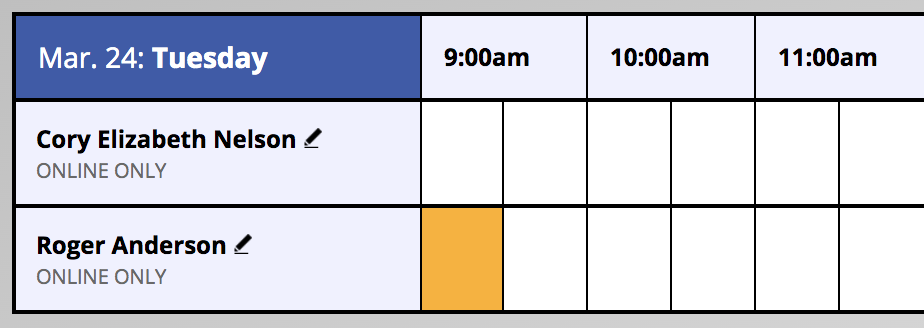 Mar. 24: Tuesday
9:00am
10:00am
11:00am
Cory Elizabeth Nelson
ONLINE ONLY
Roger Anderson
ONLINE ONLY